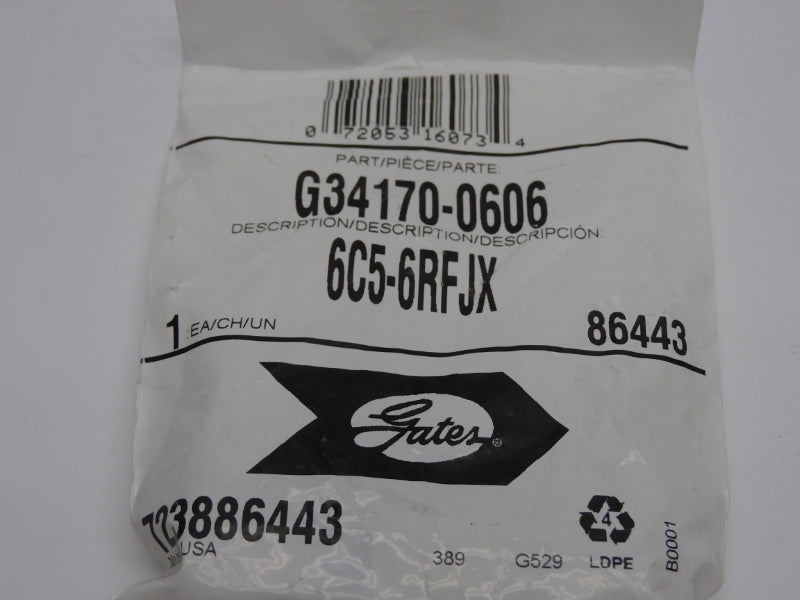 0 72053 16073 4
PART/PIÈCE/PARTE:
G34170-0606
DESCRIPTION/DESCRIPTION/DESCRIPCIÓN:
6C5-6RFJX
1 EA/CH/UN 86443
Gates®
723886443
USA
389 G529 4 LDPE B0001